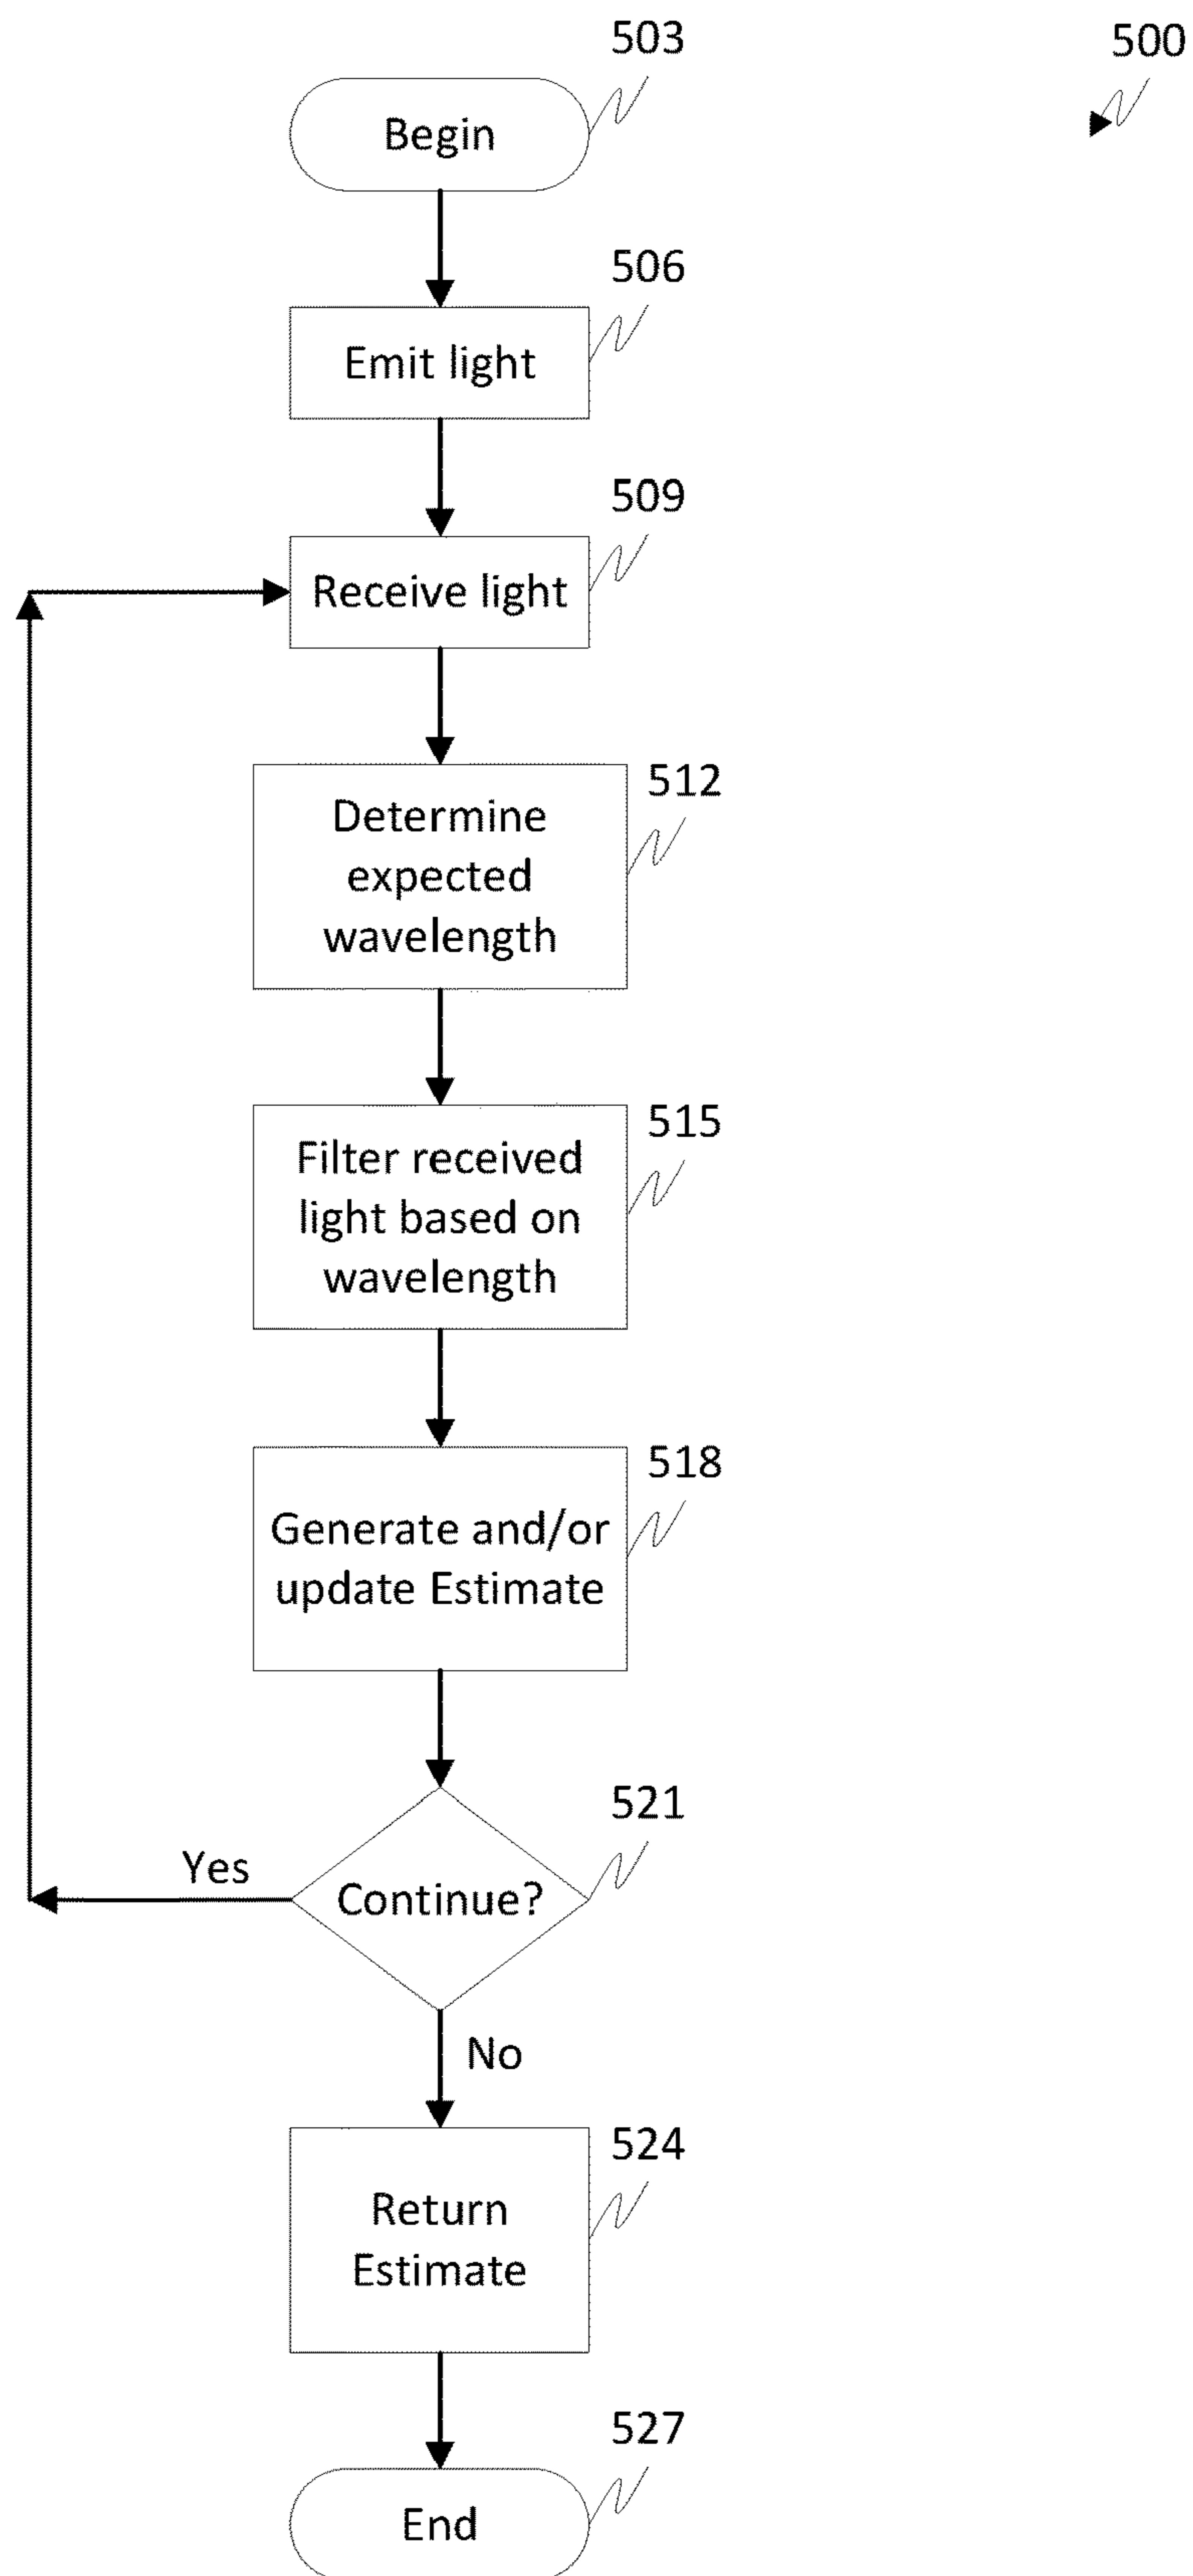 503
500
Begin
506
Emit light
509
Receive light
512
Determine
expected
wavelength
515
Filter received
light based on
wavelength
518
Generate and/or
update Estimate
521
Yes
Continue?
No
524
Return
Estimate
527
End